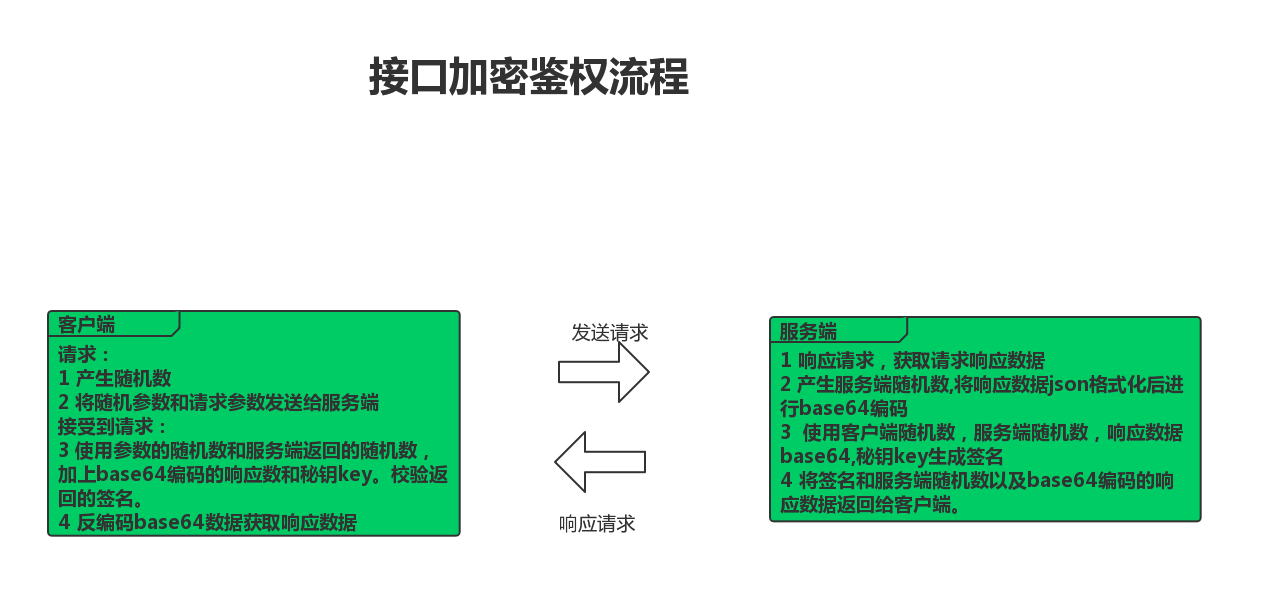 接口加密鉴权流程
客户端
请求：
1 产生随机数
2 将随机参数和请求参数发送给服务端
接受到请求：
3 使用参数的随机数和服务端返回的随机数，
加上base64编码的响应数和秘钥key。校验返
回的签名。
4 反编码base64数据获取响应数据
发送请求
响应请求
服务端
1 响应请求，获取请求响应数据
2 产生服务端随机数,将响应数据json格式化后进
行base64编码
3  使用客户端随机数，服务端随机数，响应数据
base64,秘钥key生成签名
4 将签名和服务端随机数以及base64编码的响
应数据返回给客户端。